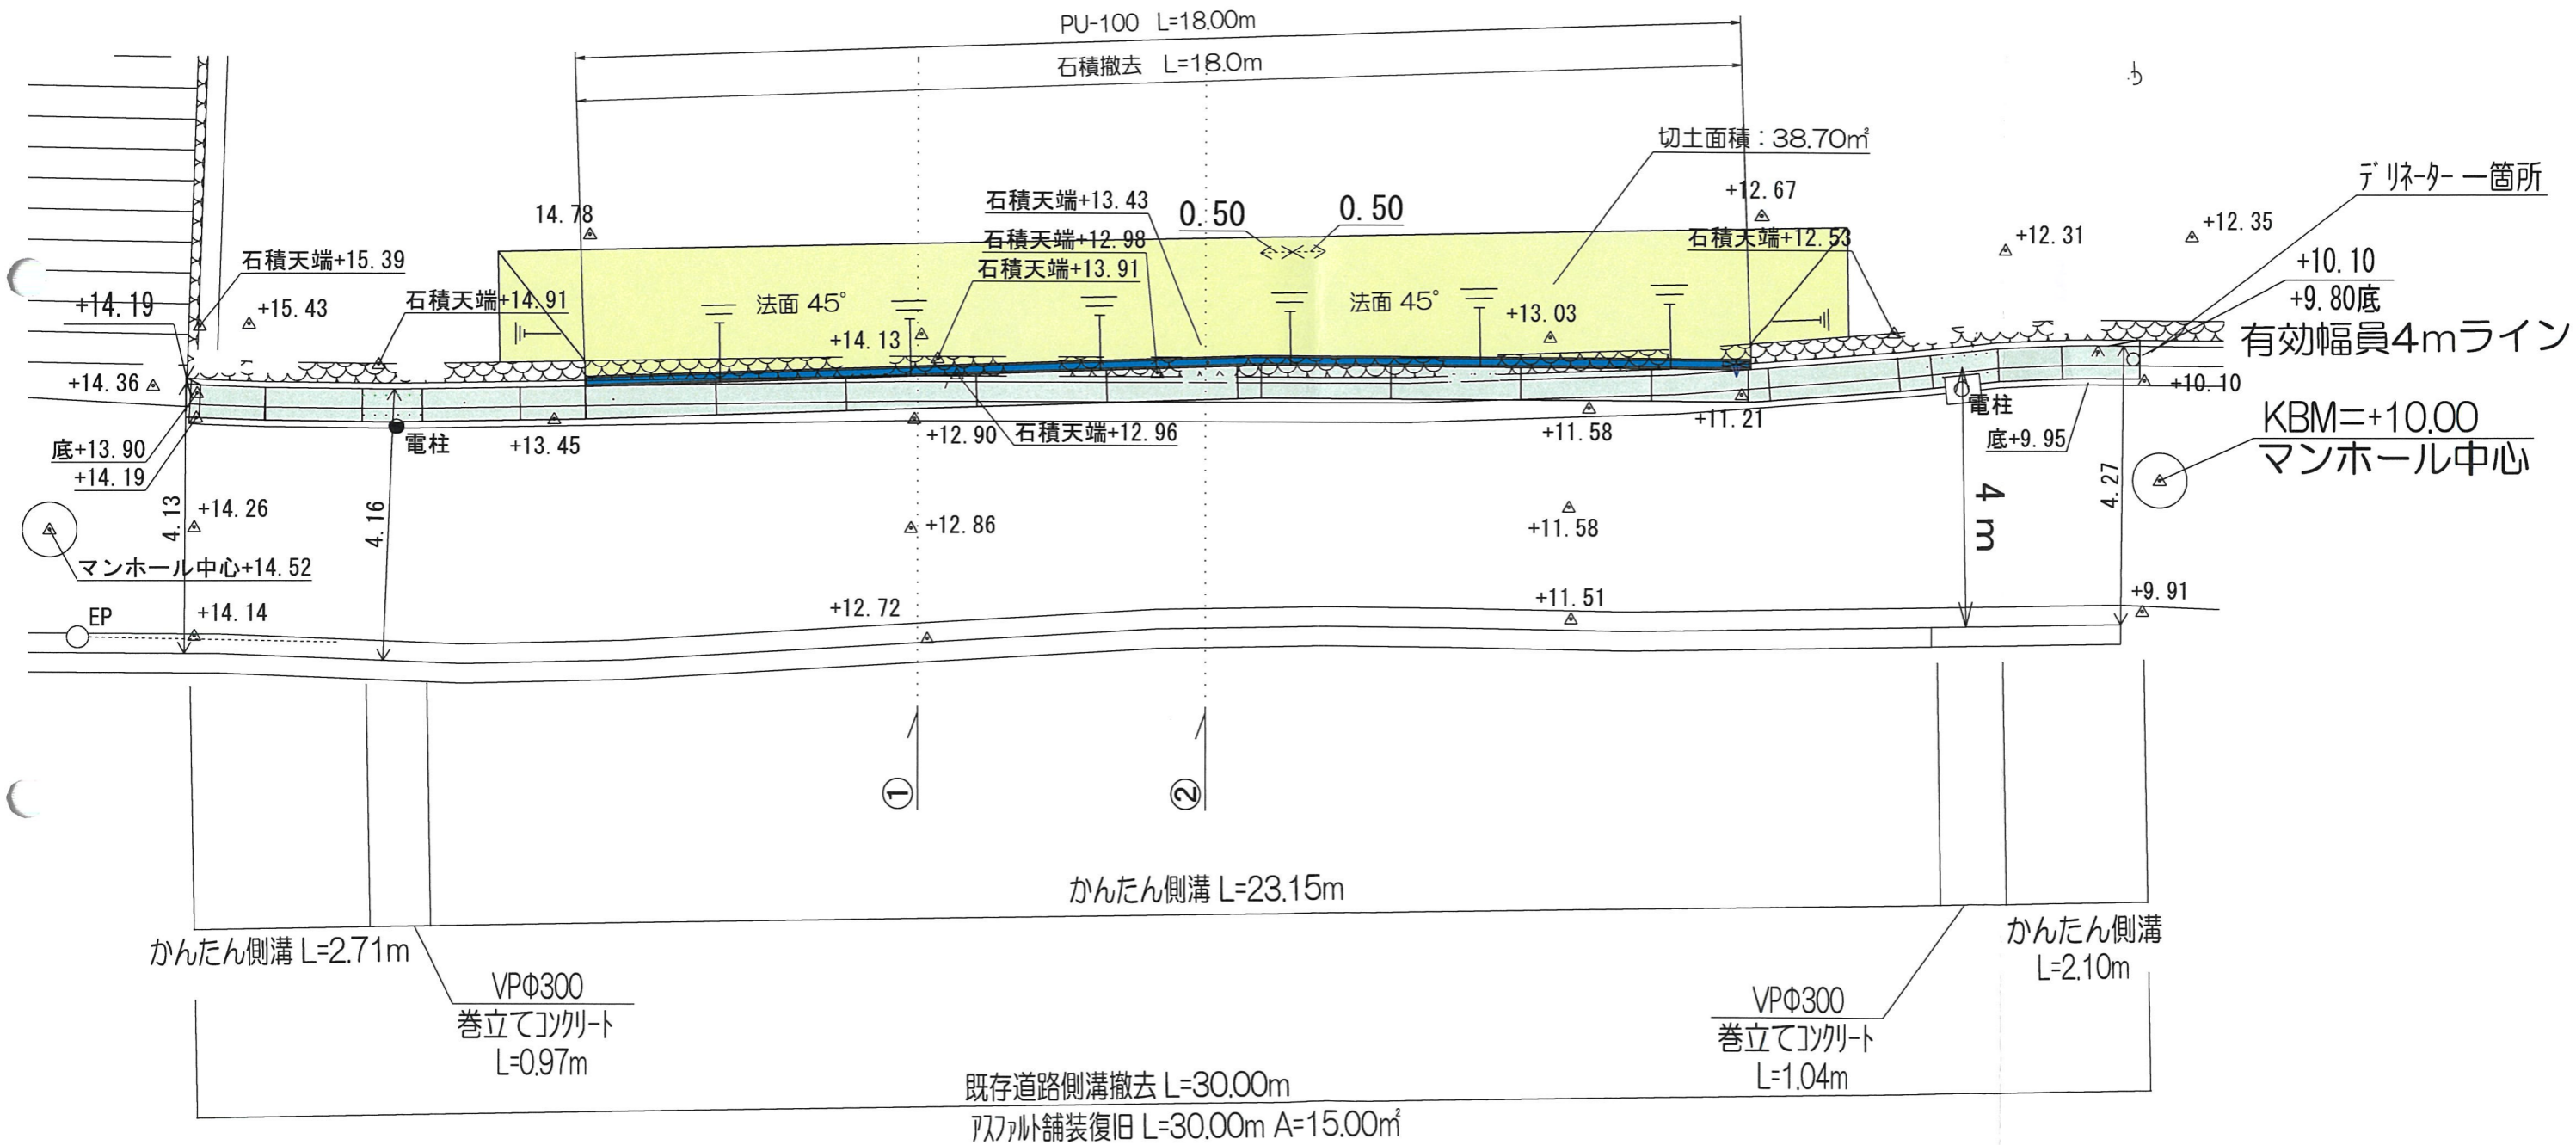 PU-100 L=18.00m
石積撤去 L=18.0m
切土面積：38.70㎡
デリネーター 一箇所
石積天端+13.43
0.50
0.50
+12.67
14.78
石積天端+12.98
石積天端+12.53
+12.31
+12.35
石積天端+15.39
石積天端+13.91
+10.10
+14.19
+15.43
石積天端+14.91
法面 45°
法面 45°
+9.80底
+14.13
+13.03
有効幅員4mライン
+14.36
+10.10
電柱
KBM=+10.00
底+13.90
電柱
+13.45
+12.90
石積天端+12.96
+11.58
+11.21
底+9.95
マンホール中心
+14.19
4.13
+14.26
4.16
+12.86
+11.58
4m
4.27
マンホール中心+14.52
EP
+14.14
+12.72
+11.51
+9.91
①
②
かんたん側溝 L=23.15m
かんたん側溝 L=2.71m
かんたん側溝
L=2.10m
VPΦ300
巻立てコンクリート
L=0.97m
VPΦ300
巻立てコンクリート
L=1.04m
既存道路側溝撤去 L=30.00m
アスファルト舗装復旧 L=30.00m A=15.00㎡